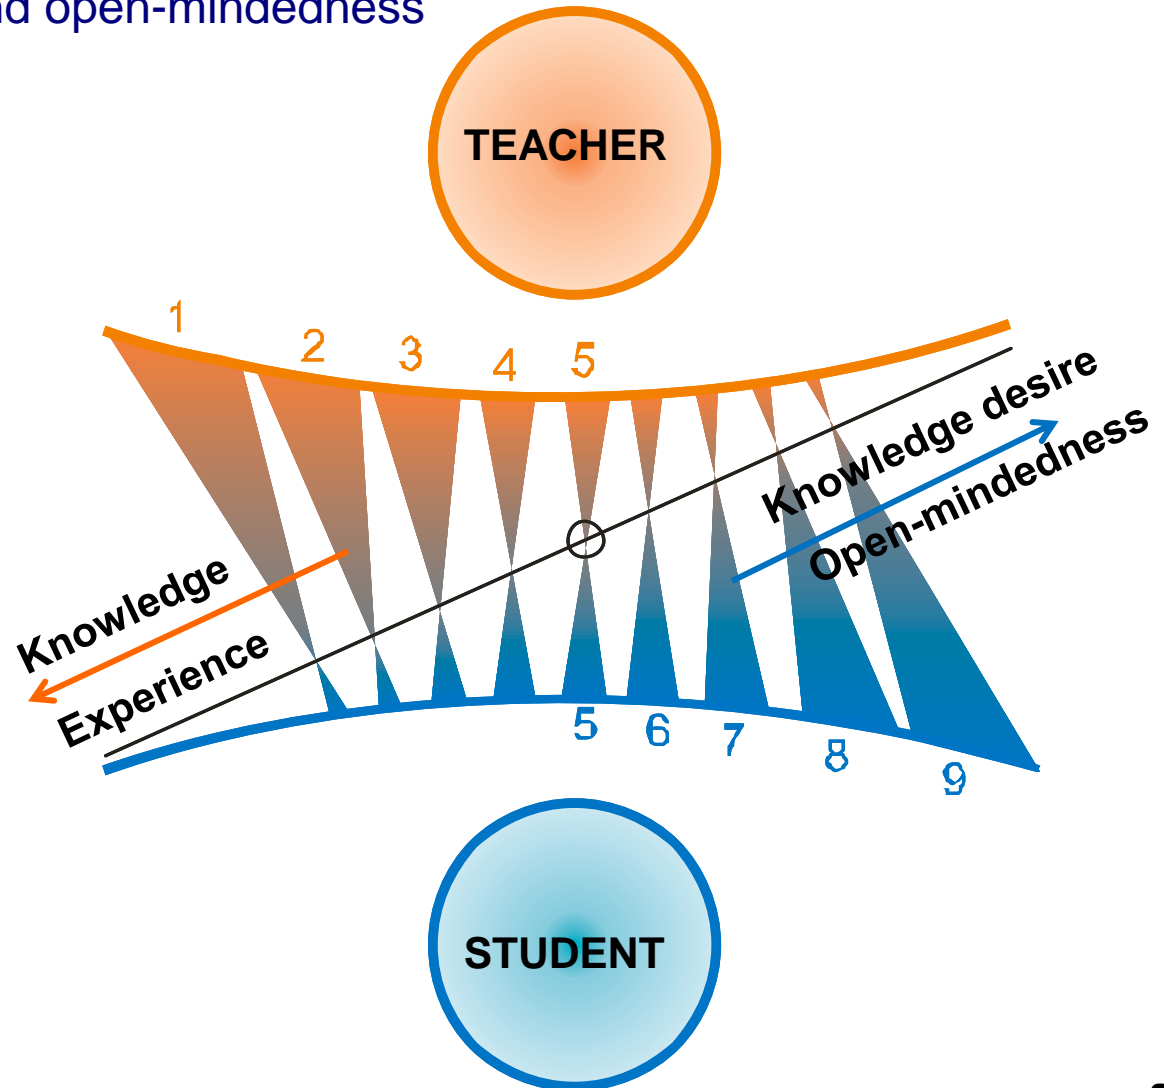 nd open-mindedness
TEACHER
1
2
3
4
5
Knowledge desire
Open-mindedness
Knowledge
Experience
5
6
7
8
9
STUDENT